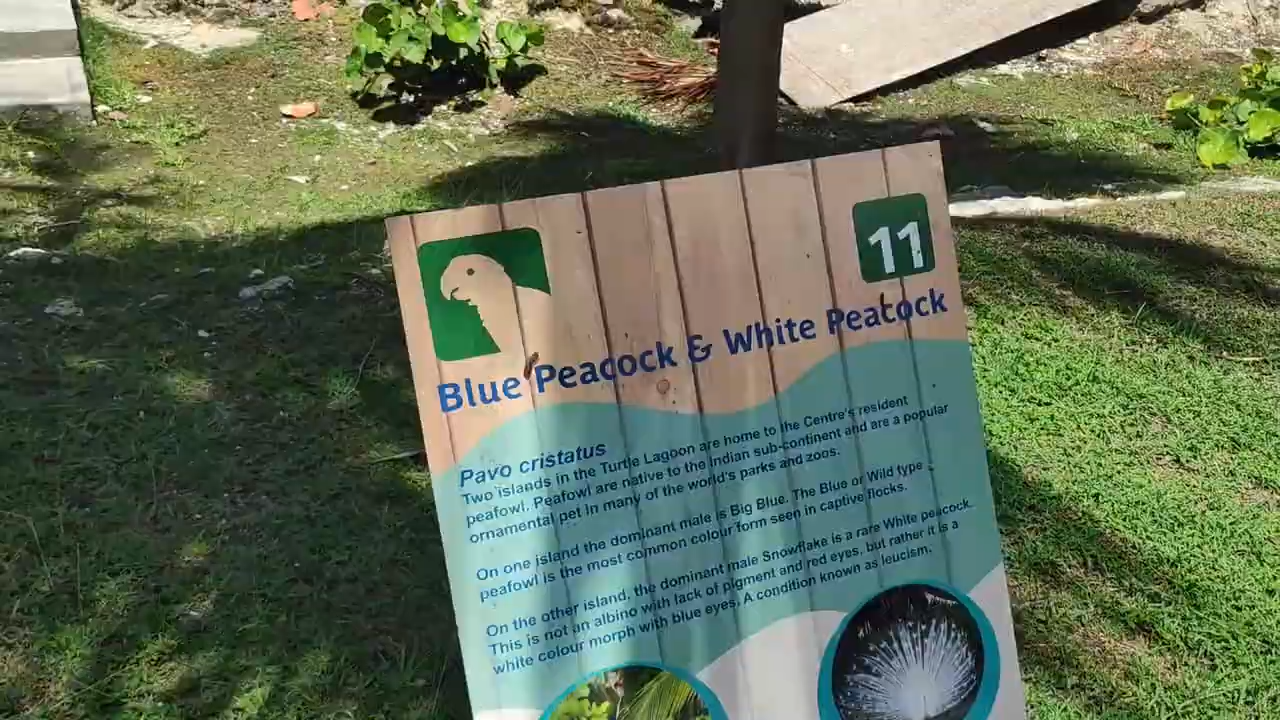 11
Blue Peacock & White Peacock
Pavo cristatus
Two islands in the Turtle Lagoon are home to the Centre's resident
peafowl. Peafowl are native to the Indian sub-continent and are a popular
ornamental pet in many of the world's parks and zoos.
On one island the dominant male is Big Blue. The Blue or Wild type
peafowl is the most common colour form seen in captive flocks.
On the other island, the dominant male Snowflake is a rare White peacock.
This is not an albino with lack of pigment and red eyes, but rather it is a
white colour morph with blue eyes. A condition known as leucism.